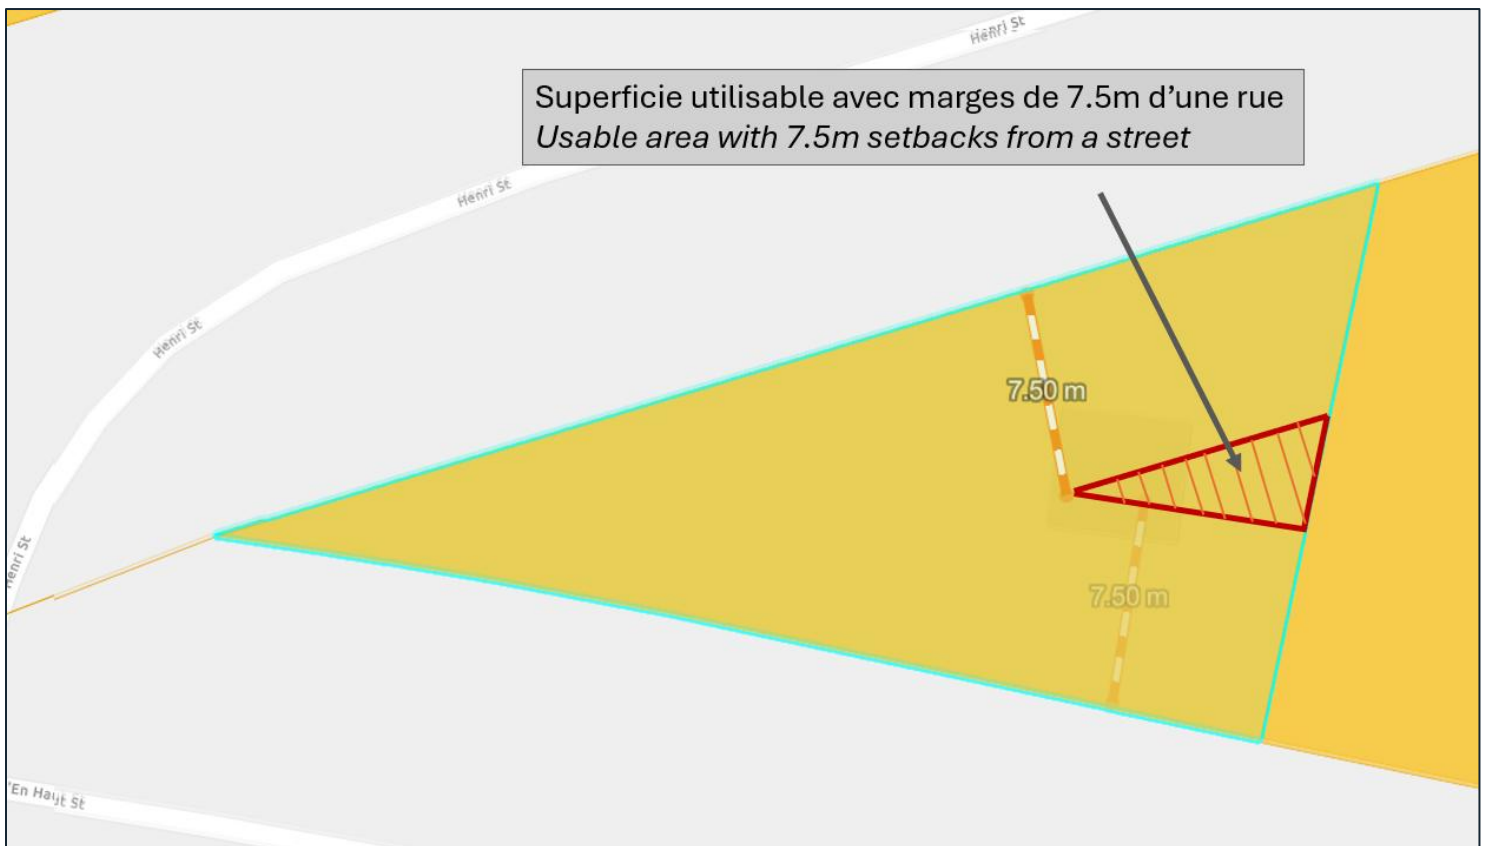 Henri St
Superficie utilisable avec marges de 7.5m d’une rue
Usable area with 7.5m setbacks from a street
Henri St
Henri St
7.50 m
Henri St
7.50 m
'En Haut St